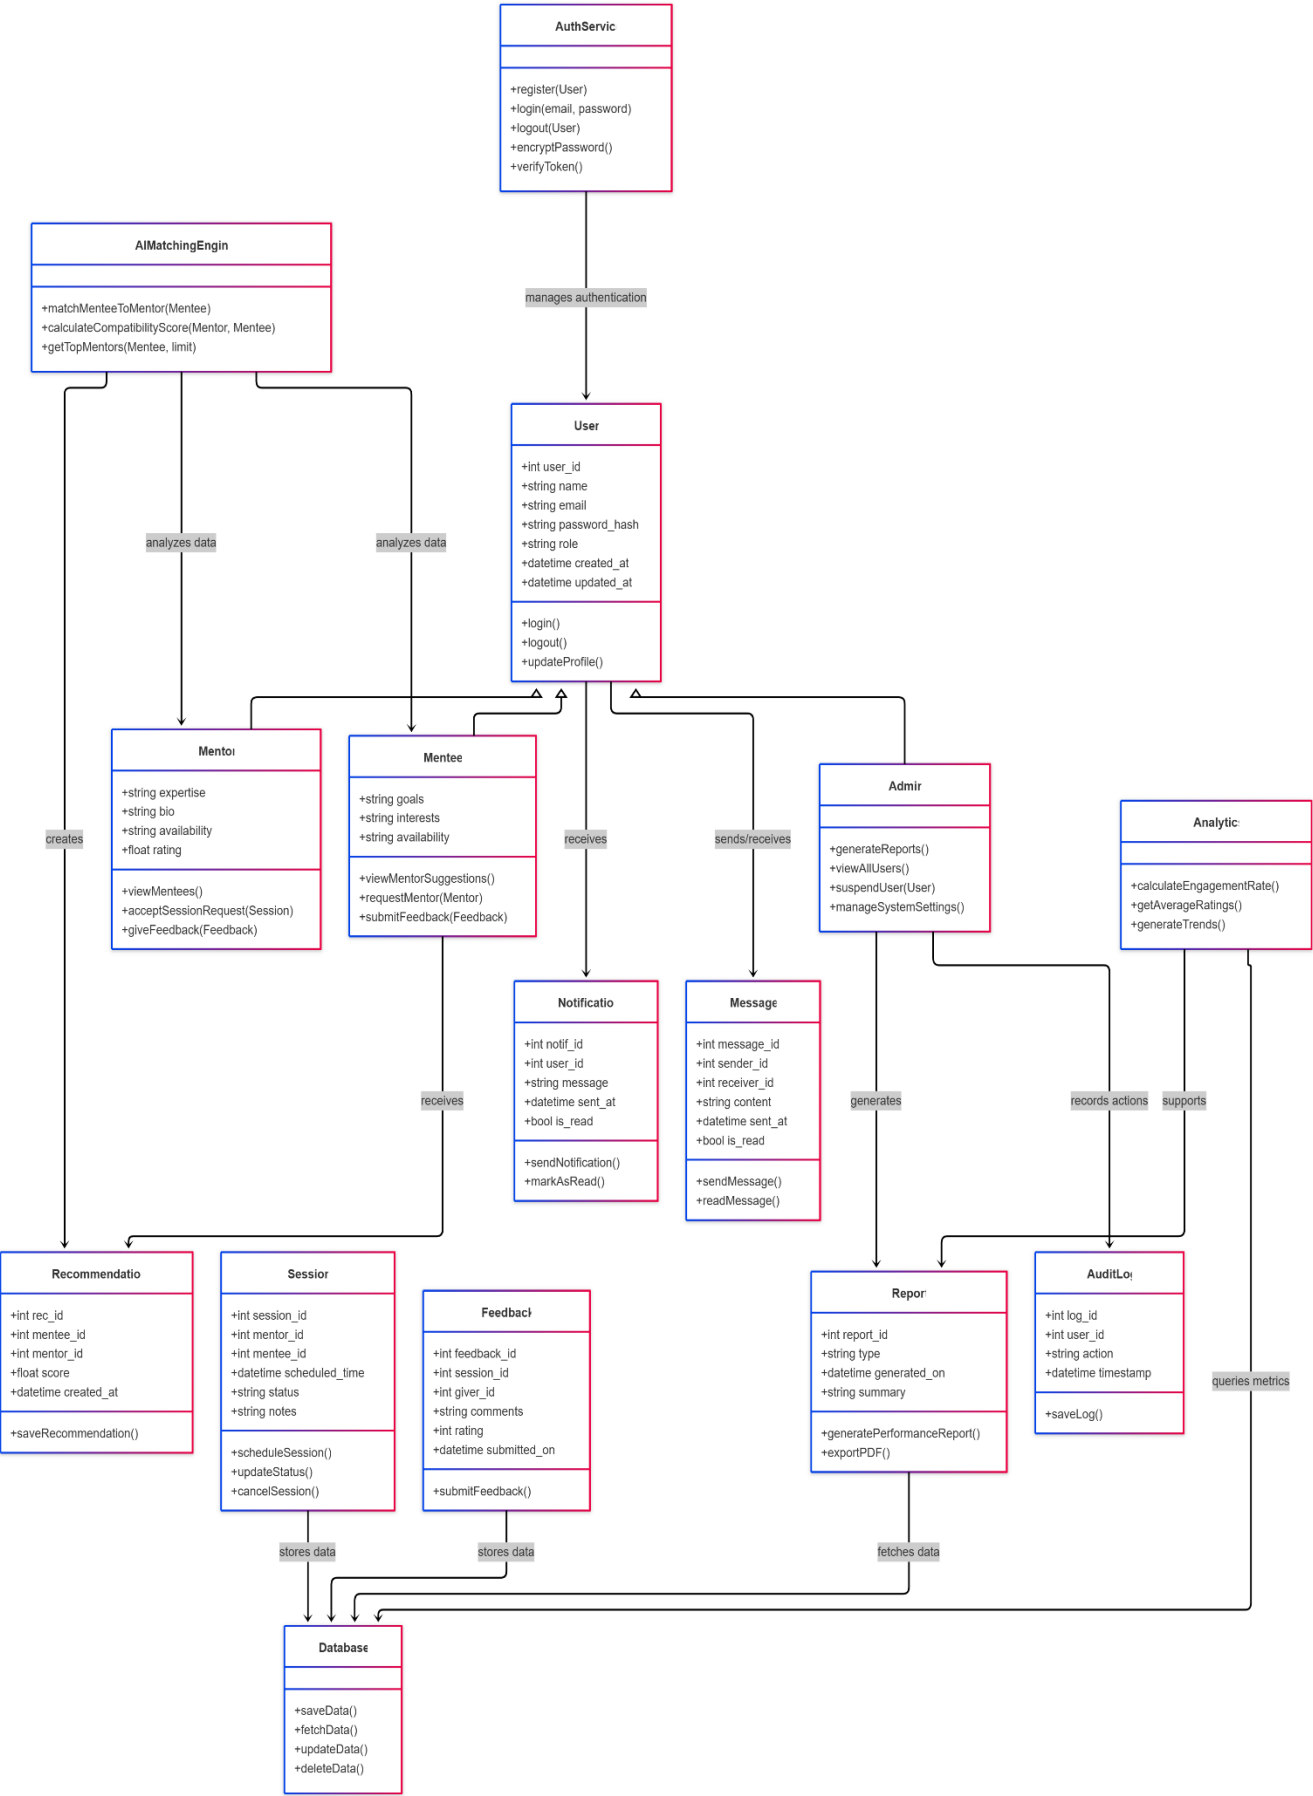 AuthServic
+register(User)
+login(email, password)
+logout(User)
+encryptPassword()
+verifyToken()
manages authentication
AIMatchingEngin
+matchMenteeToMentor(Mentee)
+calculateCompatibilityScore(Mentor, Mentee)
+getTopMentors(Mentee, limit)
analyzes data
analyzes data
creates
User
+int user_id
+string name
+string email
+string password_hash
+string role
+datetime created_at
+datetime updated_at
+login()
+logout()
+updateProfile()
Mentor
+string expertise
+string bio
+string availability
+float rating
+viewMentees()
+acceptSessionRequest(Session)
+giveFeedback(Feedback)
Mentee
+string goals
+string interests
+string availability
+viewMentorSuggestions()
+requestMentor(Mentor)
+submitFeedback(Feedback)
receives
sends/receives
Admin
+generateReports()
+viewAllUsers()
+suspendUser(User)
+manageSystemSettings()
Analytic
+calculateEngagementRate()
+getAverageRatings()
+generateTrends()
receives
Notificatio
+int notif_id
+int user_id
+string message
+datetime sent_at
+bool is_read
+sendNotification()
+markAsRead()
Message
+int message_id
+int sender_id
+int receiver_id
+string content
+datetime sent_at
+bool is_read
+sendMessage()
+readMessage()
generates
records actions
supports
Recommendatio
+int rec_id
+int mentee_id
+int mentor_id
+float score
+datetime created_at
+saveRecommendation()
Session
+int session_id
+int mentor_id
+int mentee_id
+datetime scheduled_time
+string status
+string notes
+scheduleSession()
+updateStatus()
+cancelSession()
Feedback
+int feedback_id
+int session_id
+int giver_id
+string comments
+int rating
+datetime submitted_on
+submitFeedback()
Repor
+int report_id
+string type
+datetime generated_on
+string summary
+generatePerformanceReport()
+exportPDF()
AuditLog
+int log_id
+int user_id
+string action
+datetime timestamp
+saveLog()
queries metrics
stores data
stores data
fetches data
Database
+saveData()
+fetchData()
+updateData()
+deleteData()